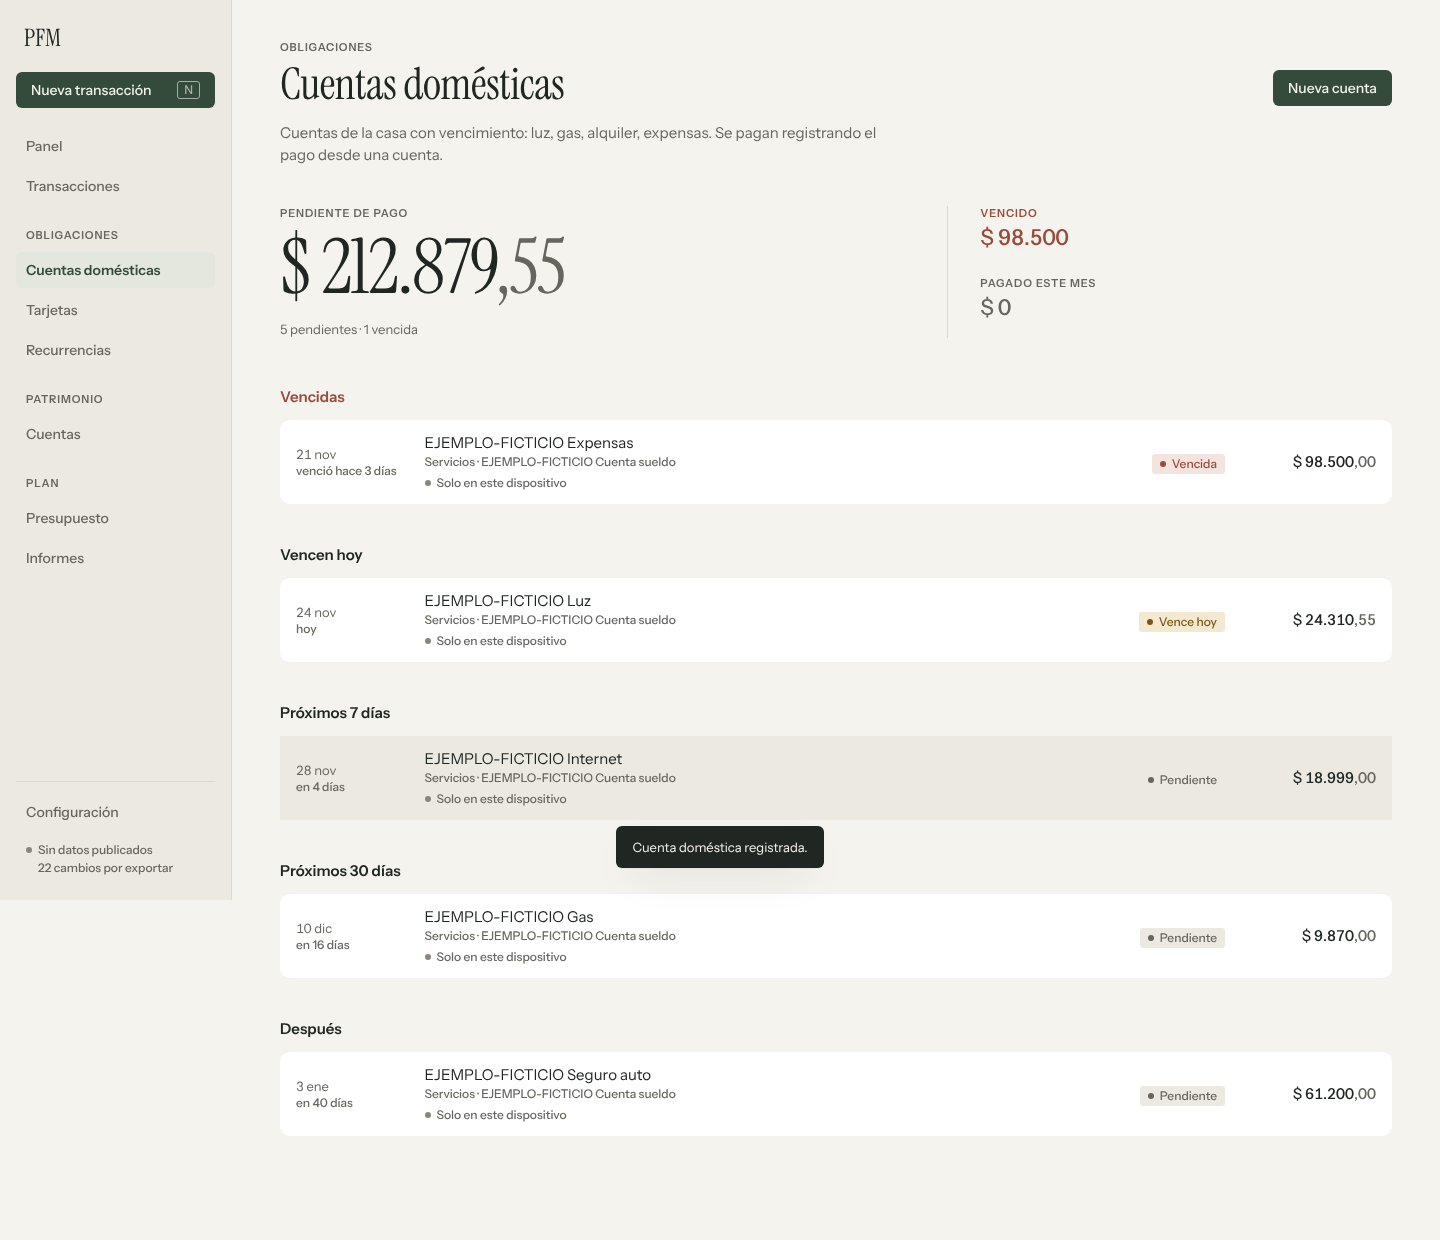 PFM
Nueva transacción N
Panel
Transacciones
OBLIGACIONES
Cuentas domésticas
Tarjetas
Recurrencias
PATRIMONIO
Cuentas
PLAN
Presupuesto
Informes
Configuración
Sin datos publicados
22 cambios por exportar
OBLIGACIONES
Cuentas domésticas
Nueva cuenta
Cuentas de la casa con vencimiento: luz, gas, alquiler, expensas. Se pagan registrando el
pago desde una cuenta.
PENDIENTE DE PAGO
$ 212.879,55
5 pendientes · 1 vencida
VENCIDO
$ 98.500
PAGADO ESTE MES
$ 0
Vencidas
21 nov
venció hace 3 días
EJEMPLO-FICTICIO Expensas
Servicios · EJEMPLO-FICTICIO Cuenta sueldo
Solo en este dispositivo
Vencida
$ 98.500,00
Vencen hoy
24 nov
hoy
EJEMPLO-FICTICIO Luz
Servicios · EJEMPLO-FICTICIO Cuenta sueldo
Solo en este dispositivo
Vence hoy
$ 24.310,55
Próximos 7 días
28 nov
en 4 días
EJEMPLO-FICTICIO Internet
Servicios · EJEMPLO-FICTICIO Cuenta sueldo
Solo en este dispositivo
Pendiente
$ 18.999,00
Cuenta doméstica registrada.
Próximos 30 días
10 dic
en 16 días
EJEMPLO-FICTICIO Gas
Servicios · EJEMPLO-FICTICIO Cuenta sueldo
Solo en este dispositivo
Pendiente
$ 9.870,00
Después
3 ene
en 40 días
EJEMPLO-FICTICIO Seguro auto
Servicios · EJEMPLO-FICTICIO Cuenta sueldo
Solo en este dispositivo
Pendiente
$ 61.200,00